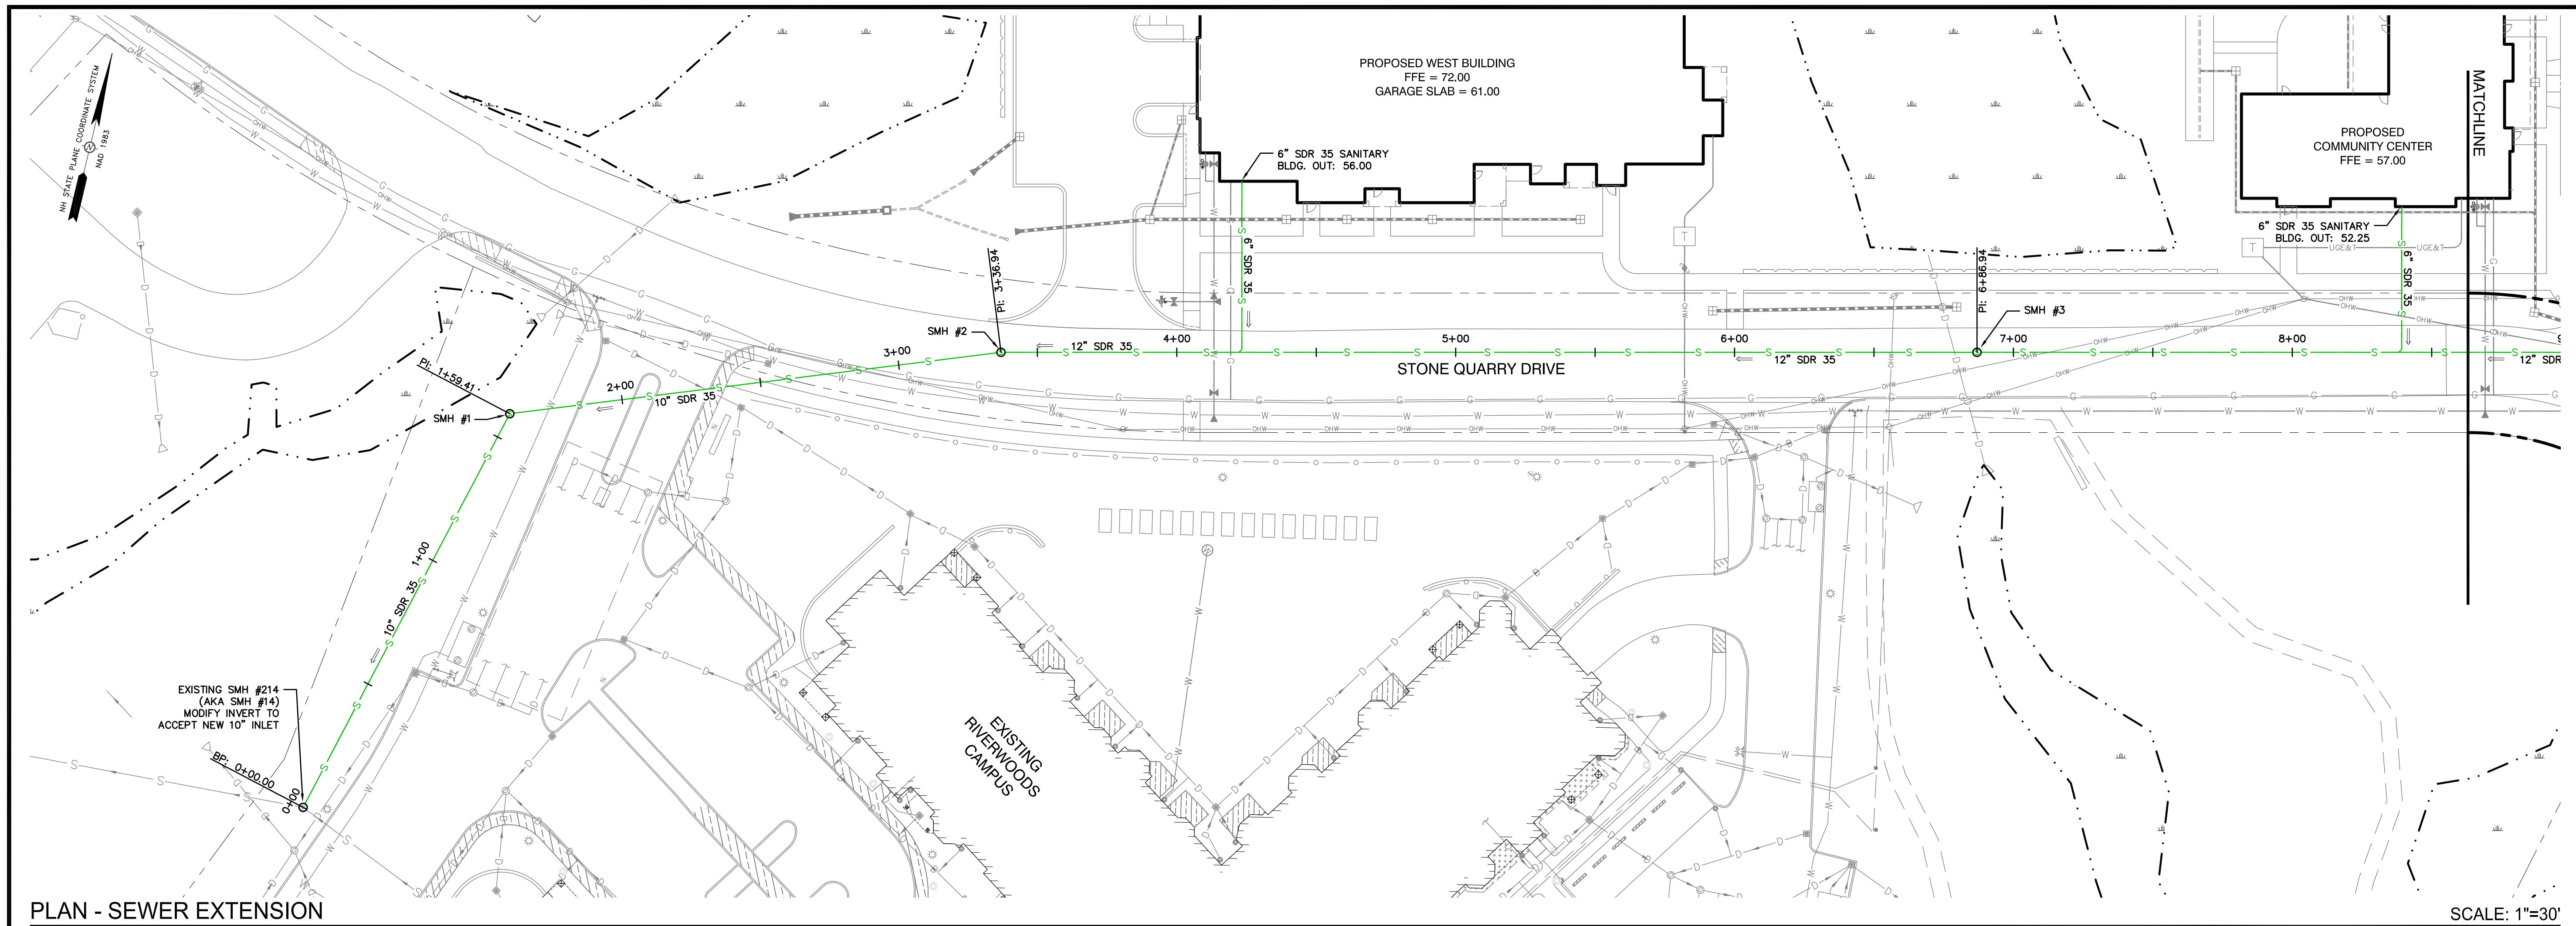 NH STATE PLANE COORDINATE SYSTEM
NAD 1983
N
PROPOSED WEST BUILDING
FFE = 72.00
GARAGE SLAB = 61.00
6" SDR 35 SANITARY
BLDG. OUT: 56.00
6" SDR 35
PROPOSED
COMMUNITY CENTER
FFE = 57.00
MATCHLINE
6" SDR 35 SANITARY
BLDG. OUT: 52.25
UGE&T
UGE&T
6" SDR 35
T
T
PI: 3+36.94
SMH #2
PI: 6+86.94
SMH #3
3+00
4+00
5+00
6+00
7+00
8+00
9
12" SDR 35
12" SDR 35
12" SDR
STONE QUARRY DRIVE
PI: 1+59.41
SMH #1
2+00
10" SDR 35
1+00
10" SDR 35
EXISTING SMH #214
(AKA SMH #14)
MODIFY INVERT TO
ACCEPT NEW 10" INLET
BP: 0+00.00
0+00
EXISTING
RIVERWOODS
CAMPUS
PLAN - SEWER EXTENSION
SCALE: 1"=30'